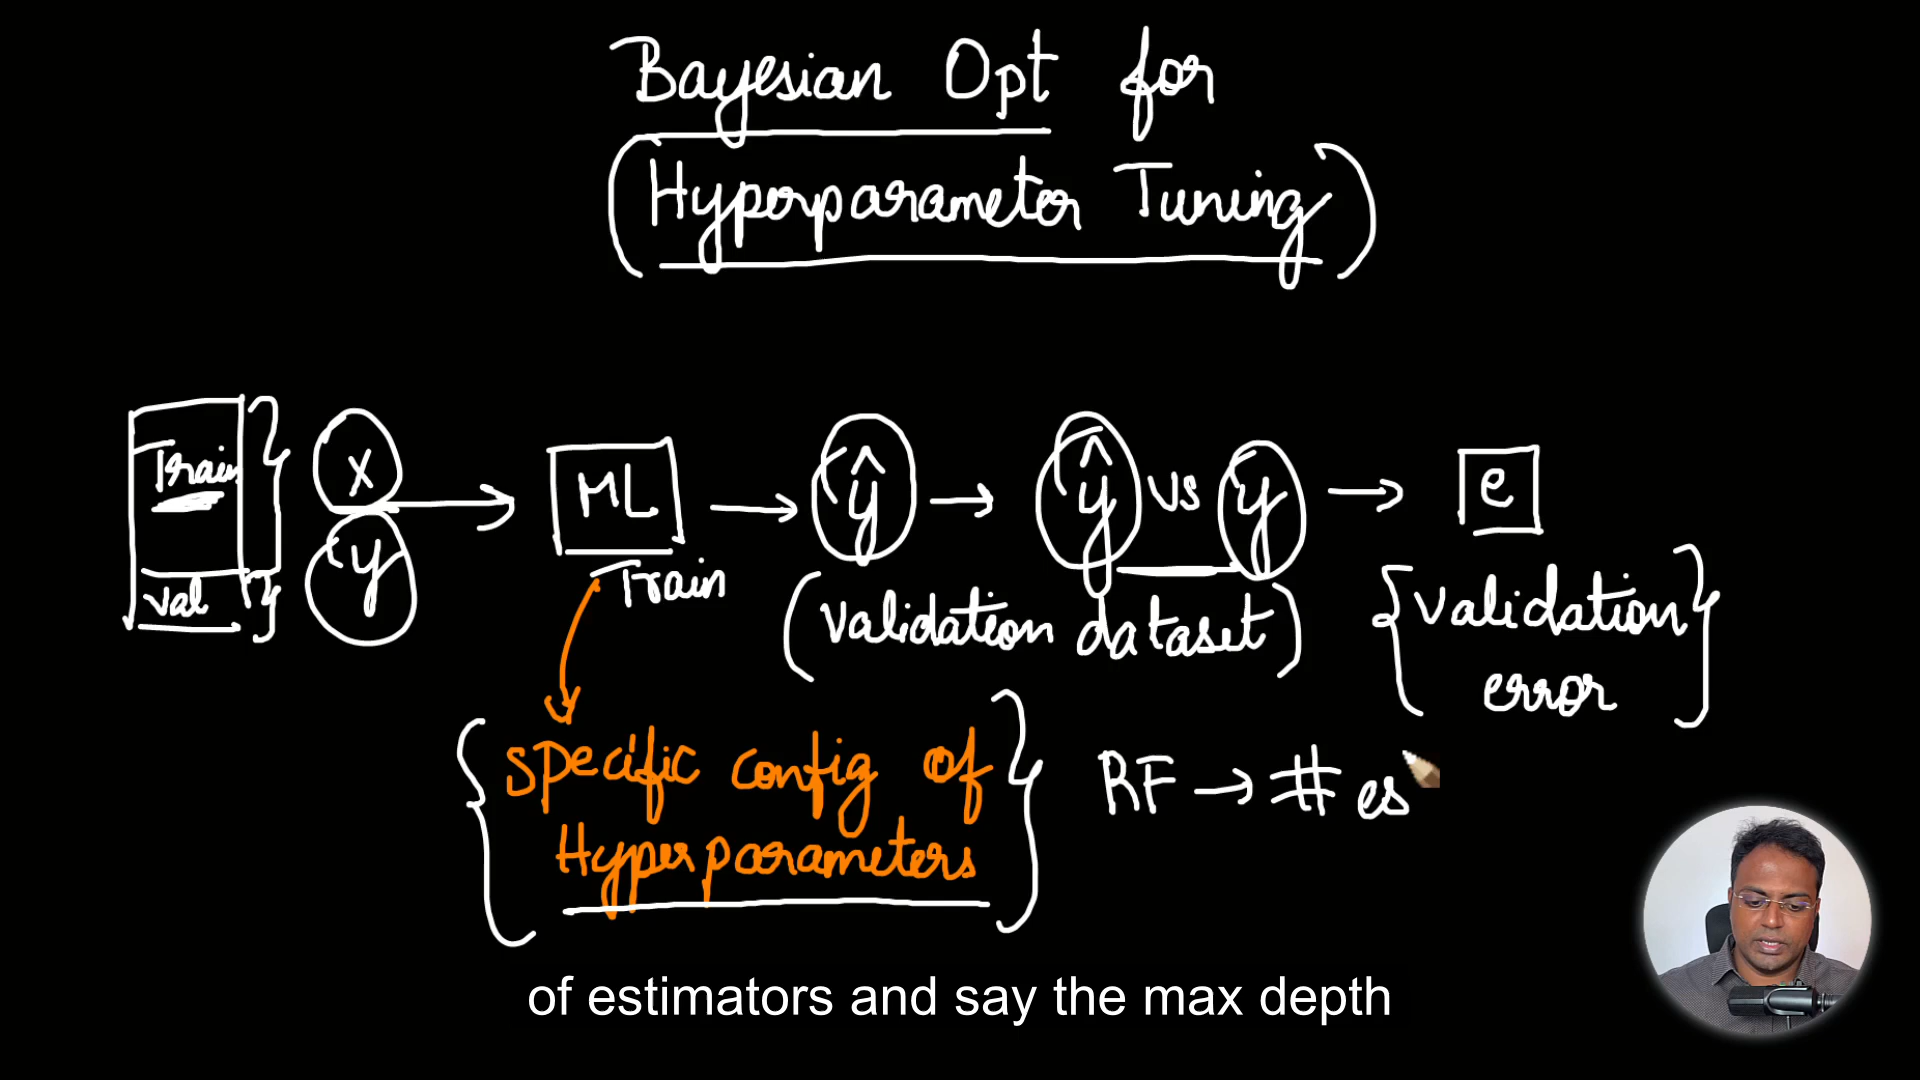 Bayesian Opt for
(Hyperparameter Tuning)
Train
val
x
y
ML
Train
ŷ
ŷ vs y
(validation dataset)
e
{validation
error}
{specific config of
Hyperparameters}
RF → # es
of estimators and say the max depth